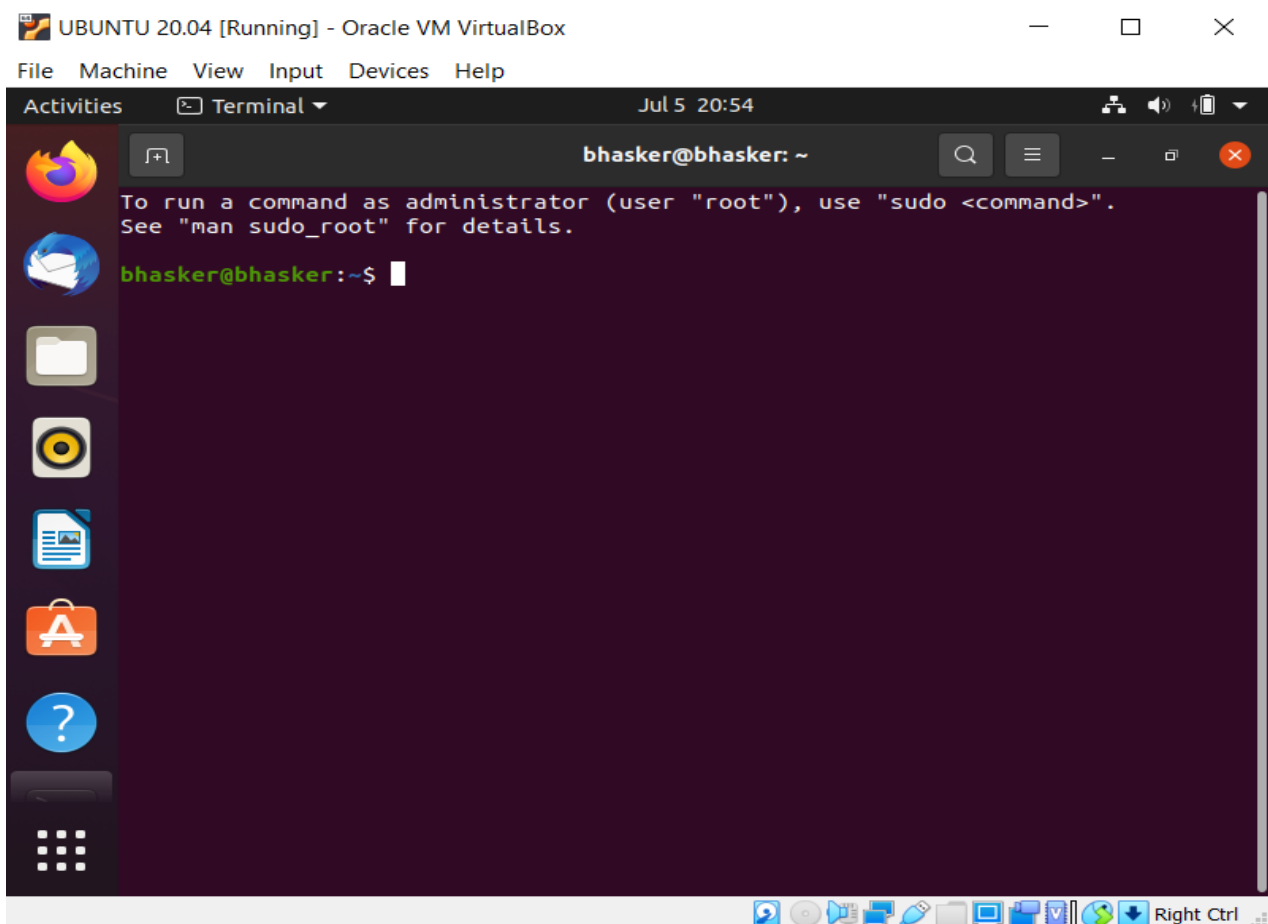 UBUNTU 20.04 [Running] - Oracle VM VirtualBox
File Machine View Input Devices Help
Activities Terminal Jul 5 20:54
bhasker@bhasker: ~
To run a command as administrator (user "root"), use "sudo <command>".
See "man sudo_root" for details.
bhasker@bhasker:~$
Right Ctrl